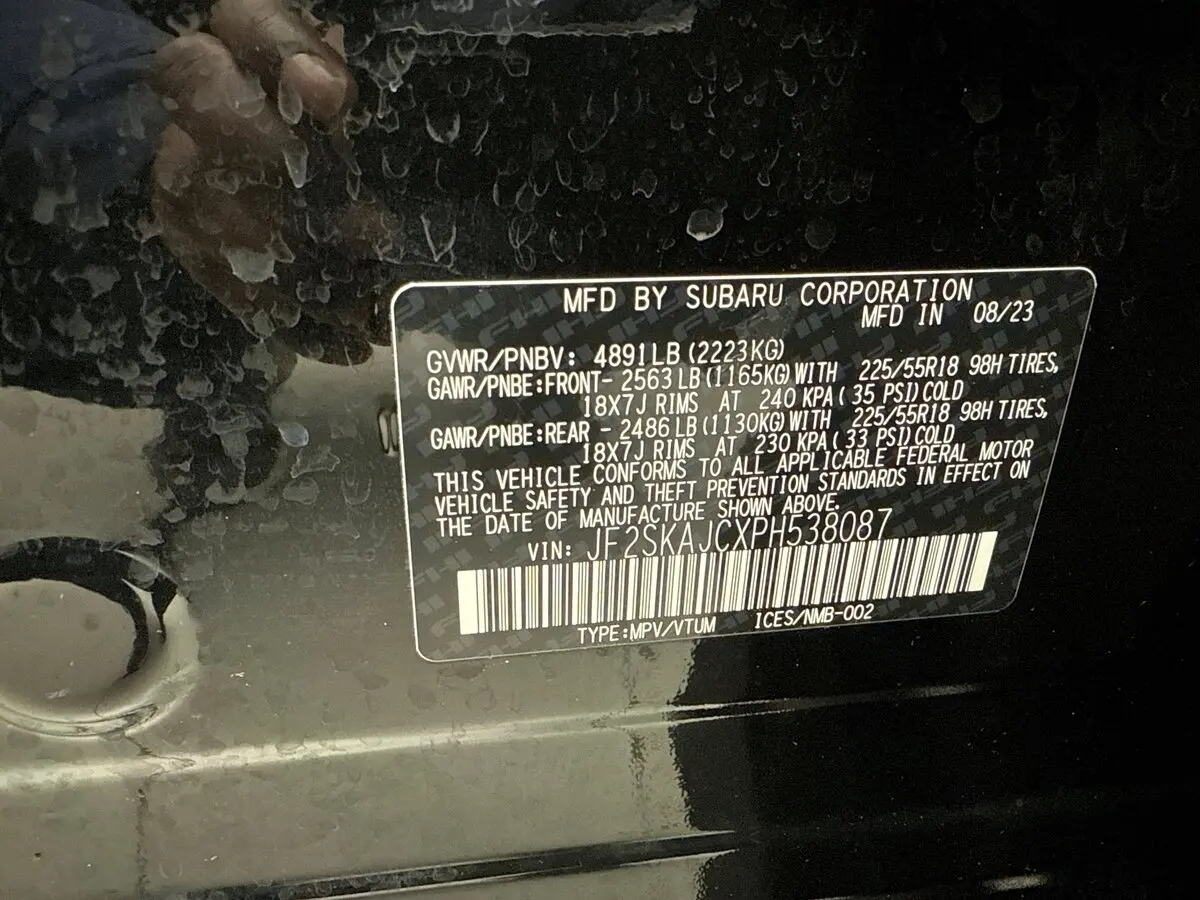 MFD BY SUBARU CORPORATION
MFD IN 08/23
GVWR/PNBV: 4891LB (2223KG)
GAWR/PNBE:FRONT- 2563 LB (1165KG) WITH 225/55R18 98H TIRES,
18X7J RIMS AT 240 KPA ( 35 PSI) COLD
GAWR/PNBE:REAR - 2486 LB (1130KG) WITH 225/55R18 98H TIRES,
18X7J RIMS AT 230 KPA ( 33 PSI) COLD
THIS VEHICLE CONFORMS TO ALL APPLICABLE FEDERAL MOTOR
VEHICLE SAFETY AND THEFT PREVENTION STANDARDS IN EFFECT ON
THE DATE OF MANUFACTURE SHOWN ABOVE.
VIN: JF2SKAJCXPH538087
TYPE:MPV/VTUM ICES/NMB-002